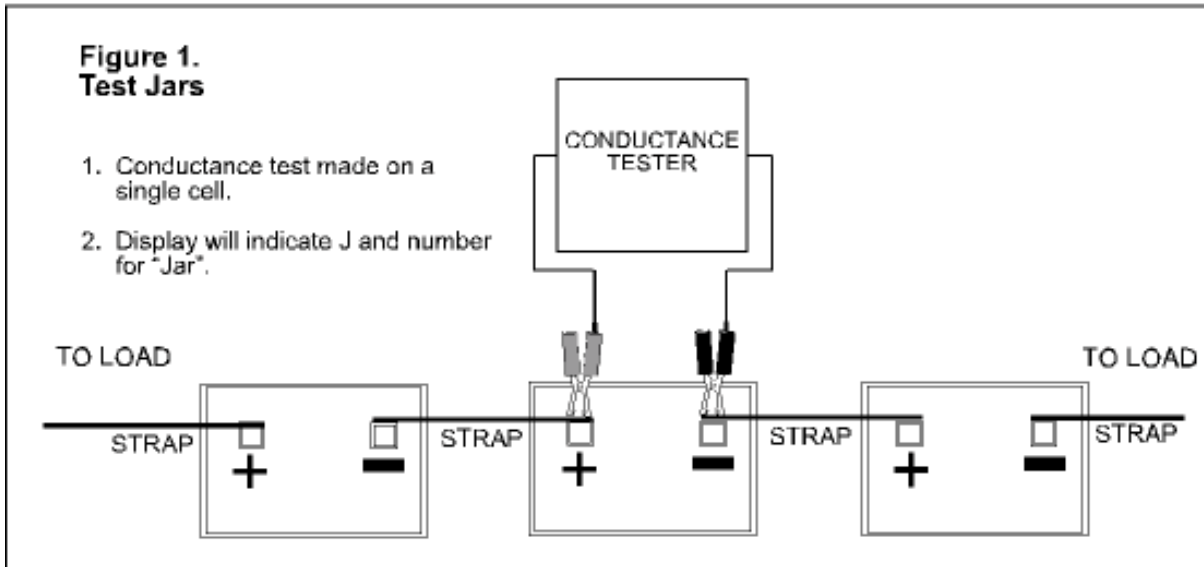 Figure 1.
Test Jars
1. Conductance test made on a
single cell.
2. Display will indicate J and number
for "Jar".
CONDUCTANCE
TESTER
TO LOAD
TO LOAD
STRAP
STRAP
STRAP
STRAP
+
−
+
−
+
−